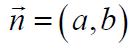 n⃗ = (a, b)